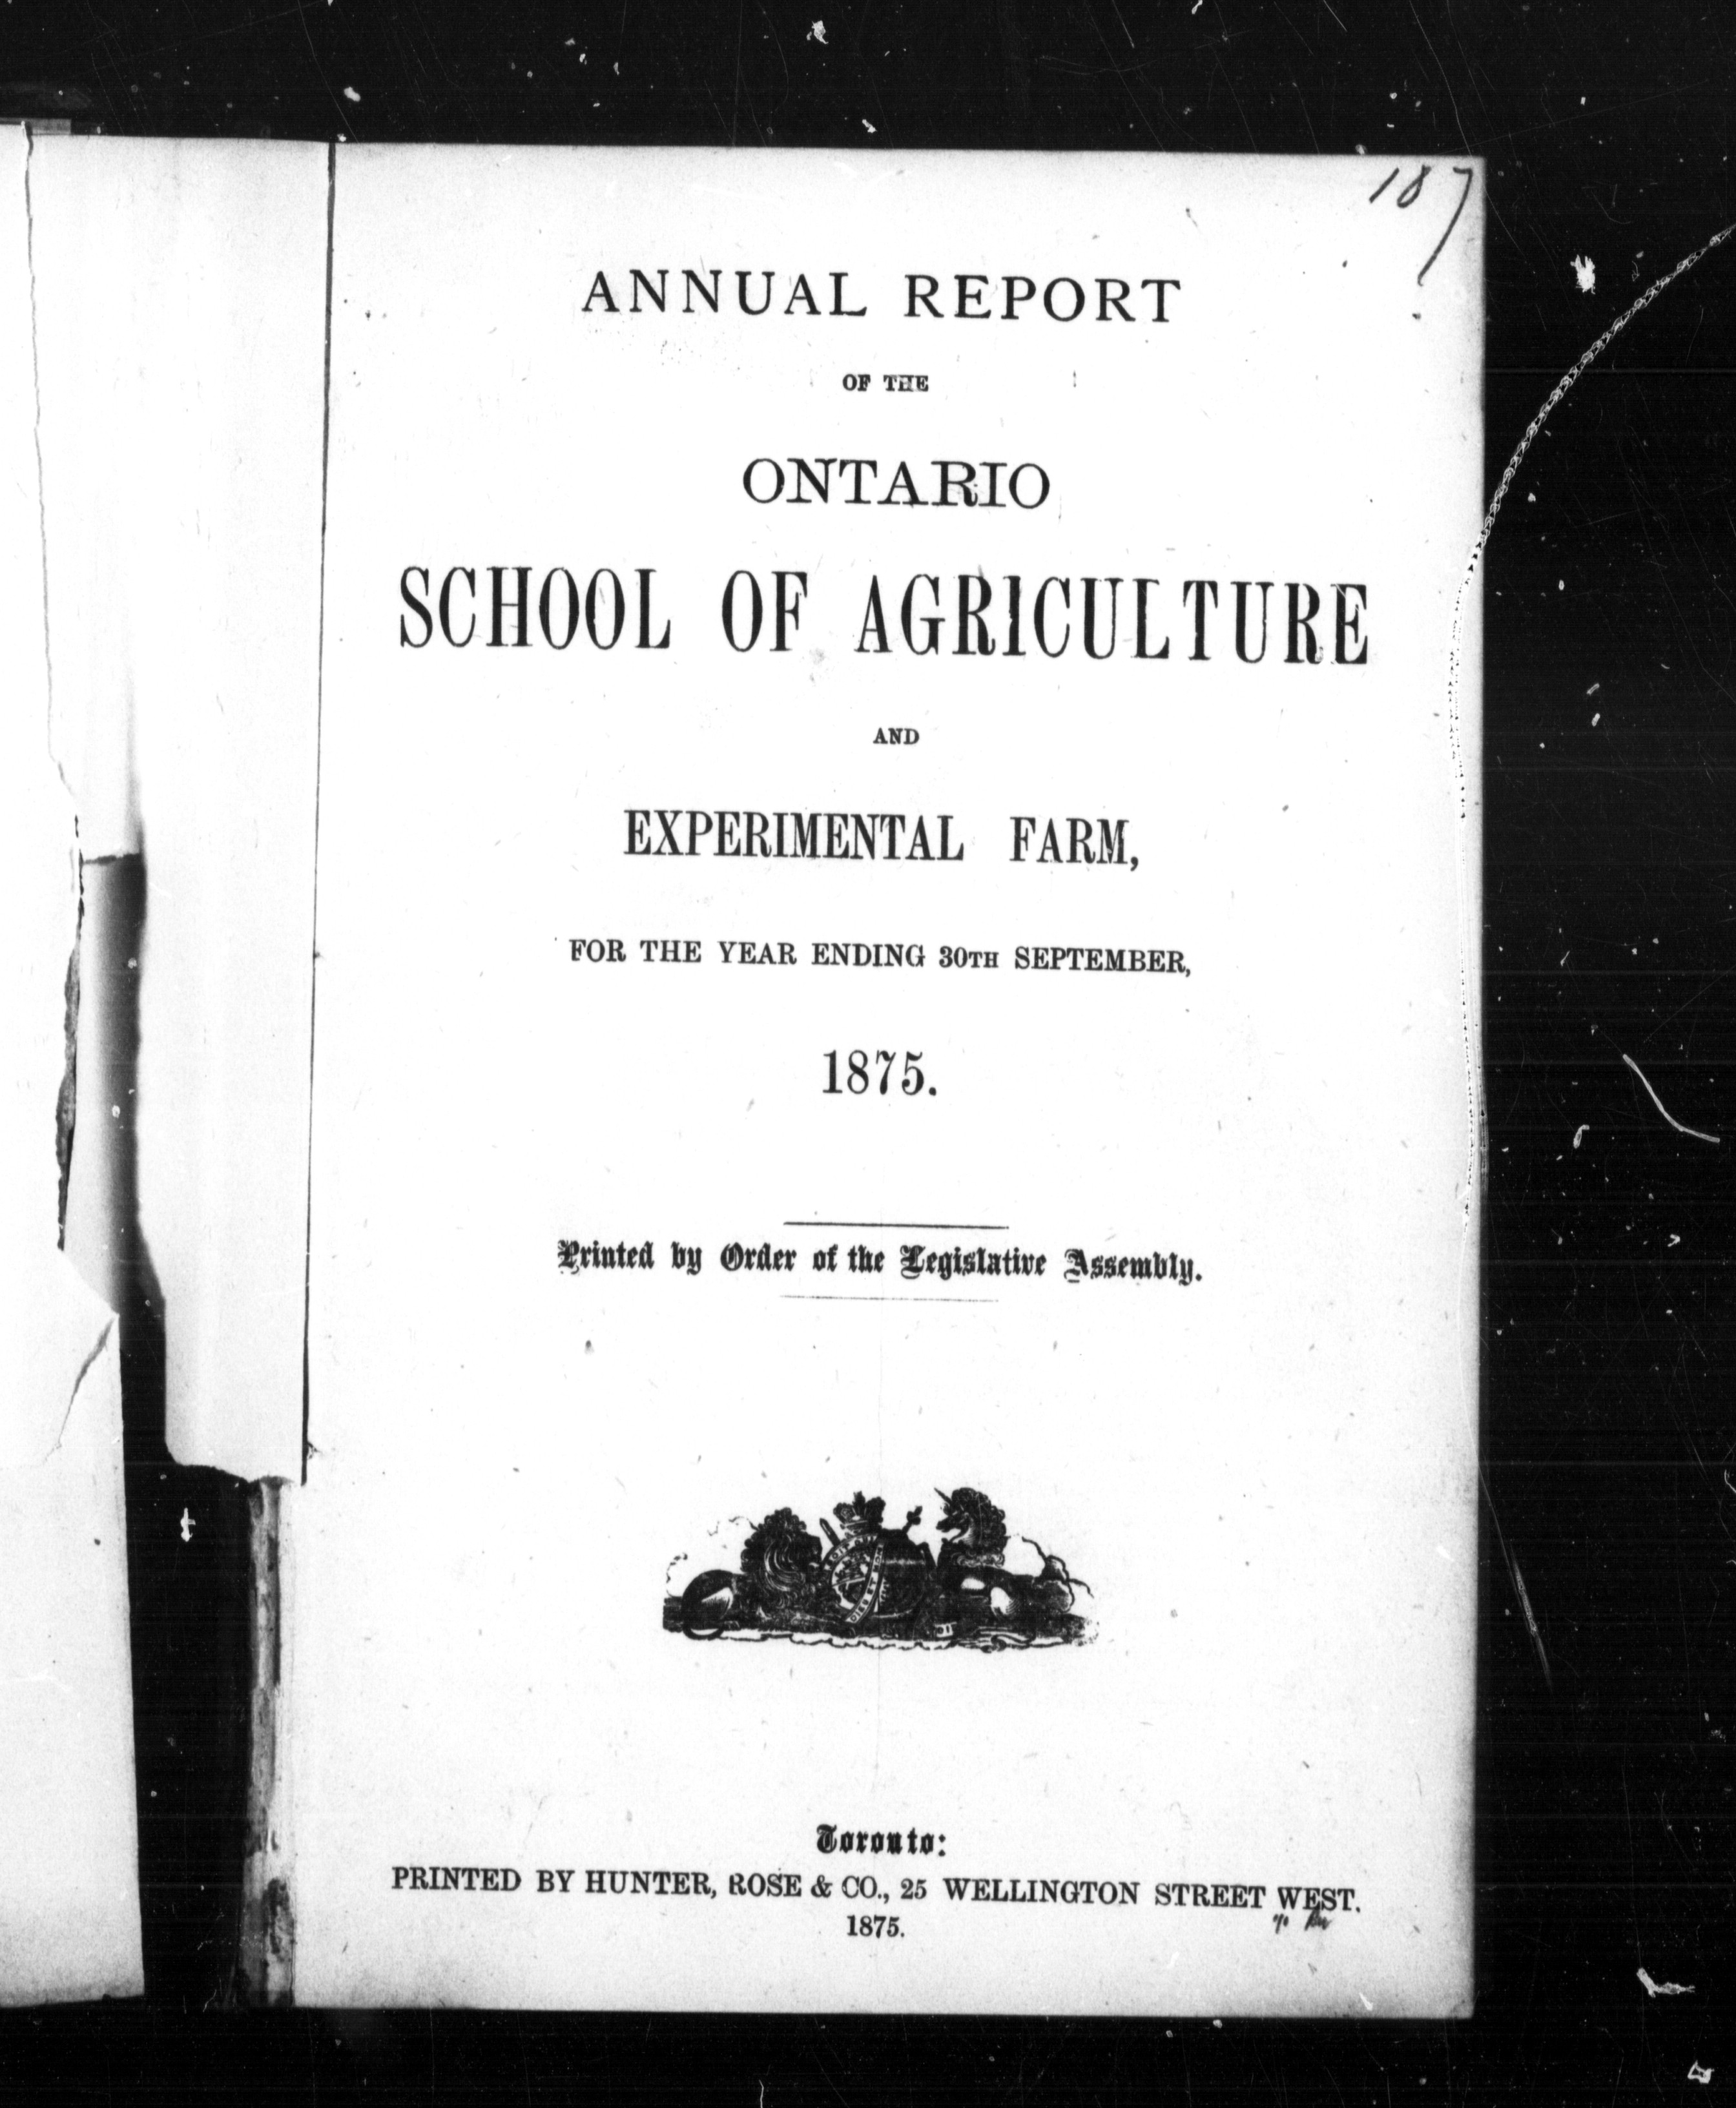 187
ANNUAL REPORT
OF THE
ONTARIO
SCHOOL OF AGRICULTURE
AND
EXPERIMENTAL FARM,
FOR THE YEAR ENDING 30TH SEPTEMBER,
1875.
Printed by Order of the Legislative Assembly.
Toronto:
PRINTED BY HUNTER, ROSE & CO., 25 WELLINGTON STREET WEST.
1875.